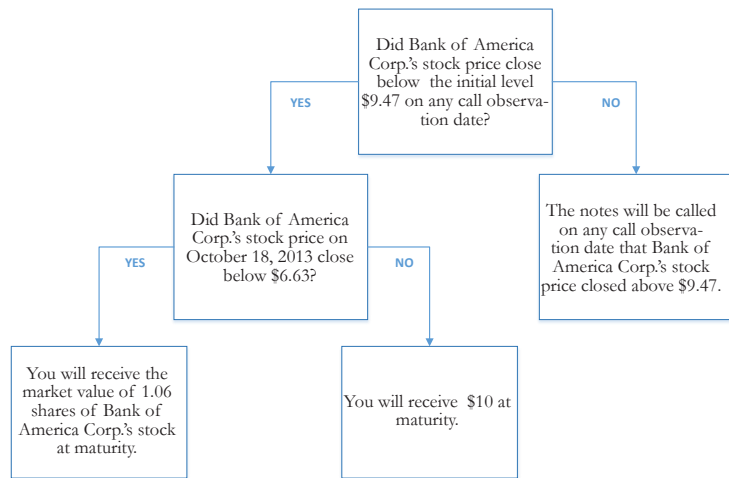 Did Bank of America
Corp.'s stock price close
below the initial level
$9.47 on any call observa-
tion date?
YES
NO
Did Bank of America
Corp.'s stock price on
October 18, 2013 close
below $6.63?
The notes will be called
on any call observa-
tion date that Bank of
America Corp.'s stock
price closed above $9.47.
YES
NO
You will receive the
market value of 1.06
shares of Bank of
America Corp.'s stock
at maturity.
You will receive $10 at
maturity.